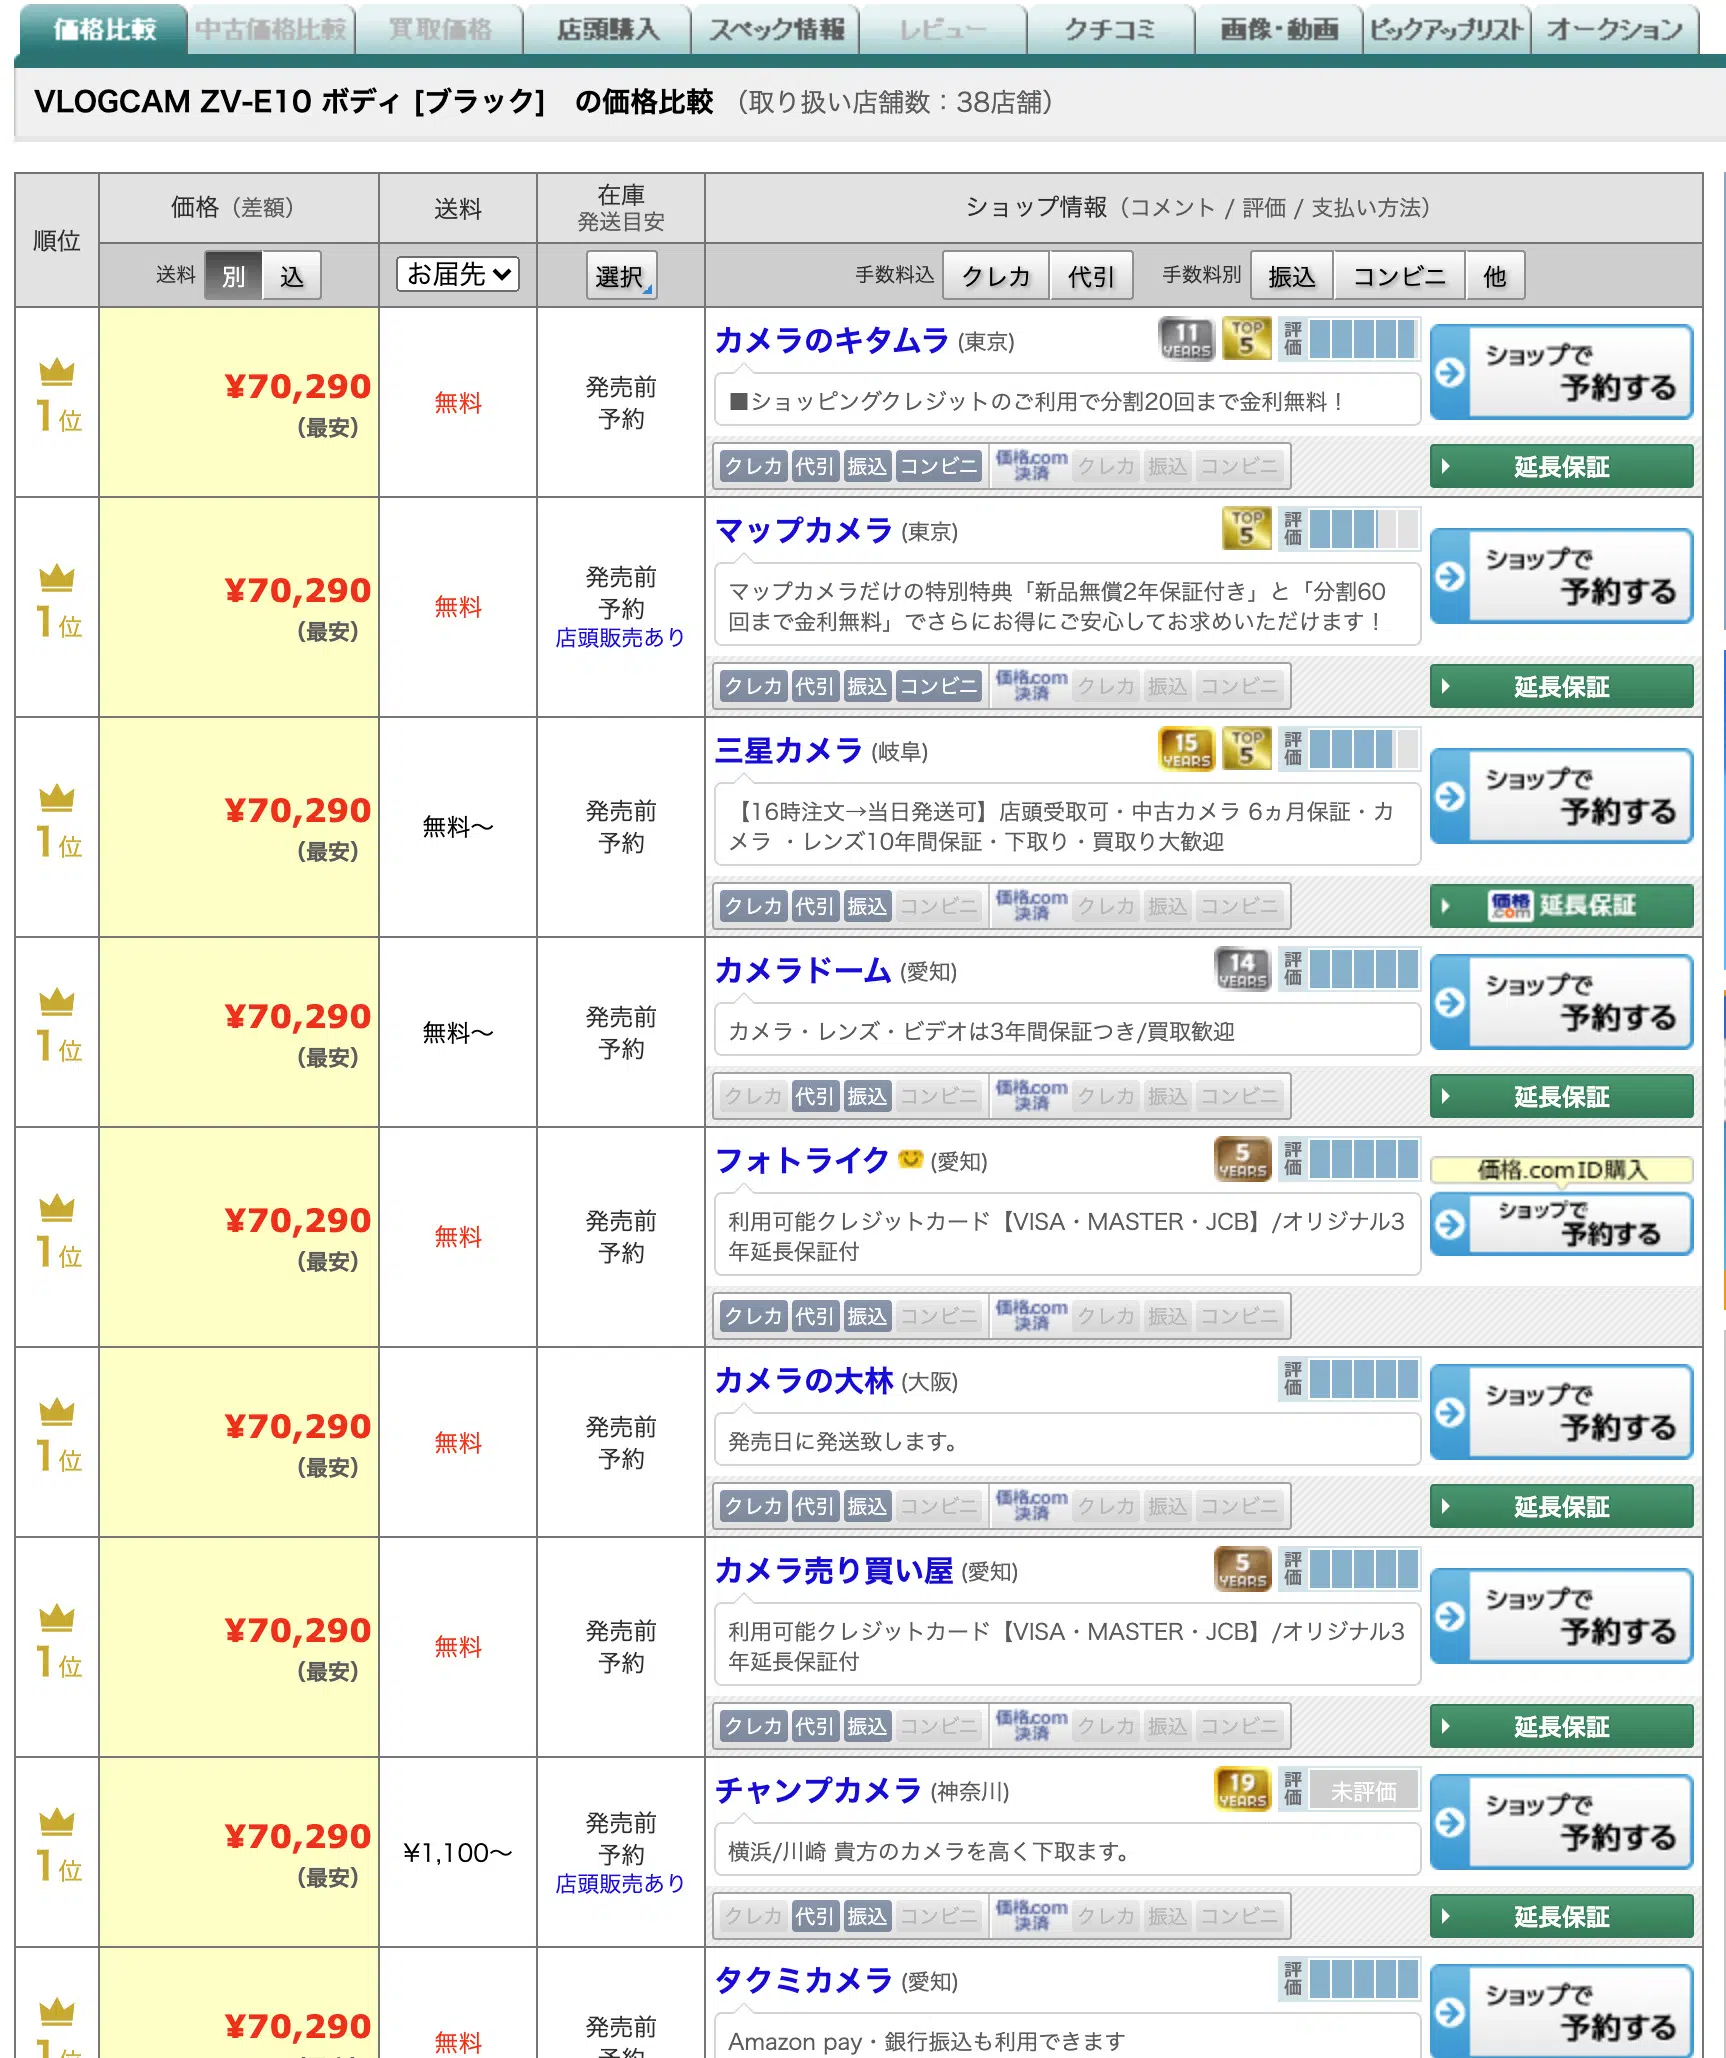 価格比較 中古価格比較 買取価格 店頭購入 スペック情報 レビュー クチコミ 画像・動画 ピックアップリスト オークション
VLOGCAM ZV-E10 ボディ [ブラック]　の価格比較 （取り扱い店舗数：38店舗）
順位 価格（差額） 送料 在庫 ショップ情報（コメント / 評価 / 支払い方法）
発送目安
送料 別 込 お届先 選択 手数料込 クレカ 代引 手数料別 振込 コンビニ 他
1位 ¥70,290 無料 発売前 カメラのキタムラ (東京) 11 YEARS TOP 5 評価 ショップで
(最安) 予約 ■ショッピングクレジットのご利用で分割20回まで金利無料！ 予約する
クレカ 代引 振込 コンビニ 価格.com決済 クレカ 振込 コンビニ 延長保証
1位 ¥70,290 無料 発売前 マップカメラ (東京) TOP 5 評価 ショップで
(最安) 予約 マップカメラだけの特別特典「新品無償2年保証付き」と「分割60 予約する
店頭販売あり 回まで金利無料」でさらにお得にご安心してお求めいただけます！
クレカ 代引 振込 コンビニ 価格.com決済 クレカ 振込 コンビニ 延長保証
1位 ¥70,290 無料～ 発売前 三星カメラ (岐阜) 15 YEARS TOP 5 評価 ショップで
(最安) 予約 【16時注文→当日発送可】店頭受取可・中古カメラ 6ヵ月保証・カ 予約する
メラ ・レンズ10年間保証・下取り・買取り大歓迎
クレカ 代引 振込 コンビニ 価格.com決済 クレカ 振込 コンビニ 価格.com 延長保証
1位 ¥70,290 無料～ 発売前 カメラドーム (愛知) 14 YEARS 評価 ショップで
(最安) 予約 カメラ・レンズ・ビデオは3年間保証つき/買取歓迎 予約する
クレカ 代引 振込 コンビニ 価格.com決済 クレカ 振込 コンビニ 延長保証
1位 ¥70,290 無料 発売前 フォトライク (愛知) 5 YEARS 評価 価格.comID購入
(最安) 予約 利用可能クレジットカード【VISA・MASTER・JCB】/オリジナル3 ショップで
年延長保証付 予約する
クレカ 代引 振込 コンビニ 価格.com決済 クレカ 振込 コンビニ
1位 ¥70,290 無料 発売前 カメラの大林 (大阪) 評価 ショップで
(最安) 予約 発売日に発送致します。 予約する
クレカ 代引 振込 コンビニ 価格.com決済 クレカ 振込 コンビニ 延長保証
1位 ¥70,290 無料 発売前 カメラ売り買い屋 (愛知) 5 YEARS 評価 ショップで
(最安) 予約 利用可能クレジットカード【VISA・MASTER・JCB】/オリジナル3 予約する
年延長保証付
クレカ 代引 振込 コンビニ 価格.com決済 クレカ 振込 コンビニ 延長保証
1位 ¥70,290 ¥1,100～ 発売前 チャンプカメラ (神奈川) 19 YEARS 評価 未評価 ショップで
(最安) 予約 横浜/川崎 貴方のカメラを高く下取ます。 予約する
店頭販売あり
クレカ 代引 振込 コンビニ 価格.com決済 クレカ 振込 コンビニ 延長保証
1位 ¥70,290 無料 発売前 タクミカメラ (愛知) 評価 ショップで
予約 Amazon pay・銀行振込も利用できます 予約する